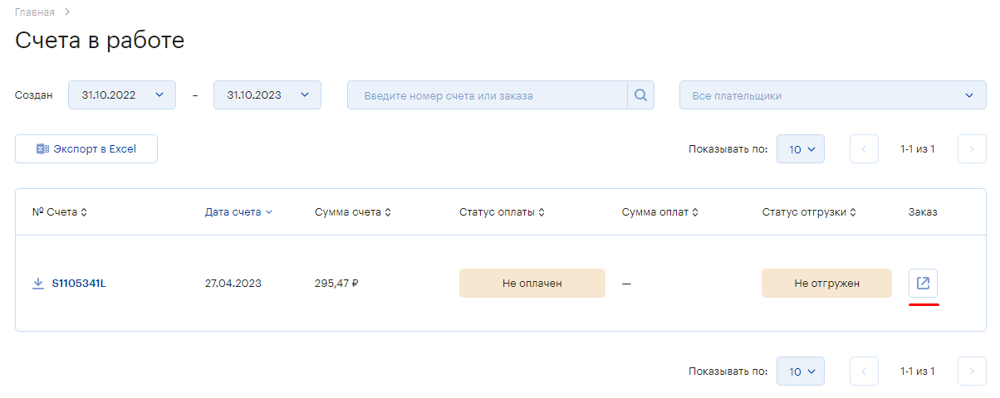 Главная
Счета в работе
Создан 31.10.2022 – 31.10.2023 Введите номер счета или заказа Все плательщики
Экспорт в Excel Показывать по: 10 1-1 из 1
№ Счета Дата счета Сумма счета Статус оплаты Сумма оплат Статус отгрузки Заказ
S1105341L 27.04.2023 295,47 ₽ Не оплачен — Не отгружен
Показывать по: 10 1-1 из 1